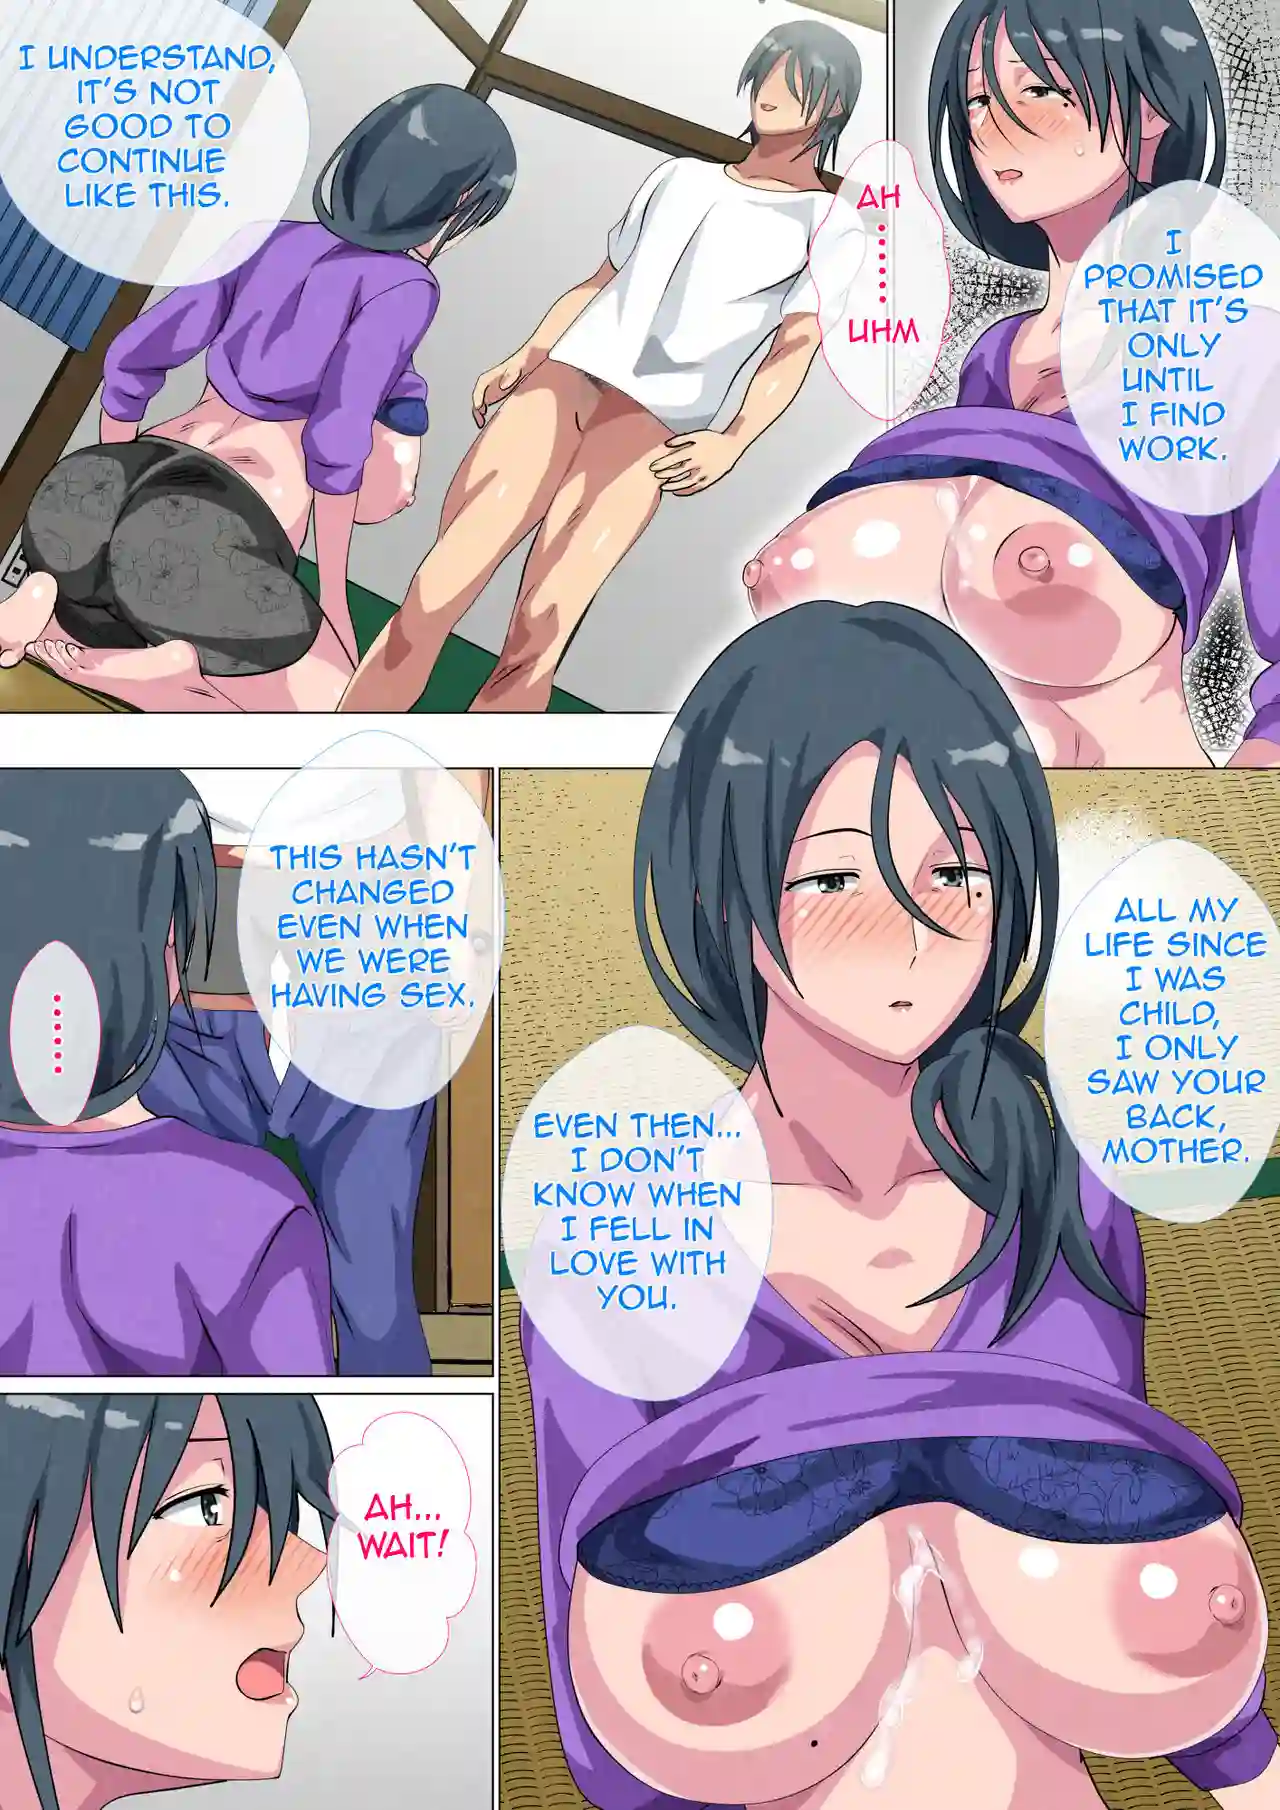 I
PROMISED
THAT IT'S
ONLY
UNTIL
I FIND
WORK.
AH
........
UHM
I UNDERSTAND,
IT'S NOT
GOOD TO
CONTINUE
LIKE THIS.
ALL MY
LIFE SINCE
I WAS
CHILD,
I ONLY
SAW YOUR
BACK,
MOTHER.
EVEN THEN...
I DON'T
KNOW WHEN
I FELL IN
LOVE WITH
YOU.
THIS HASN'T
CHANGED
EVEN WHEN
WE WERE
HAVING SEX.
.......
AH...
WAIT!